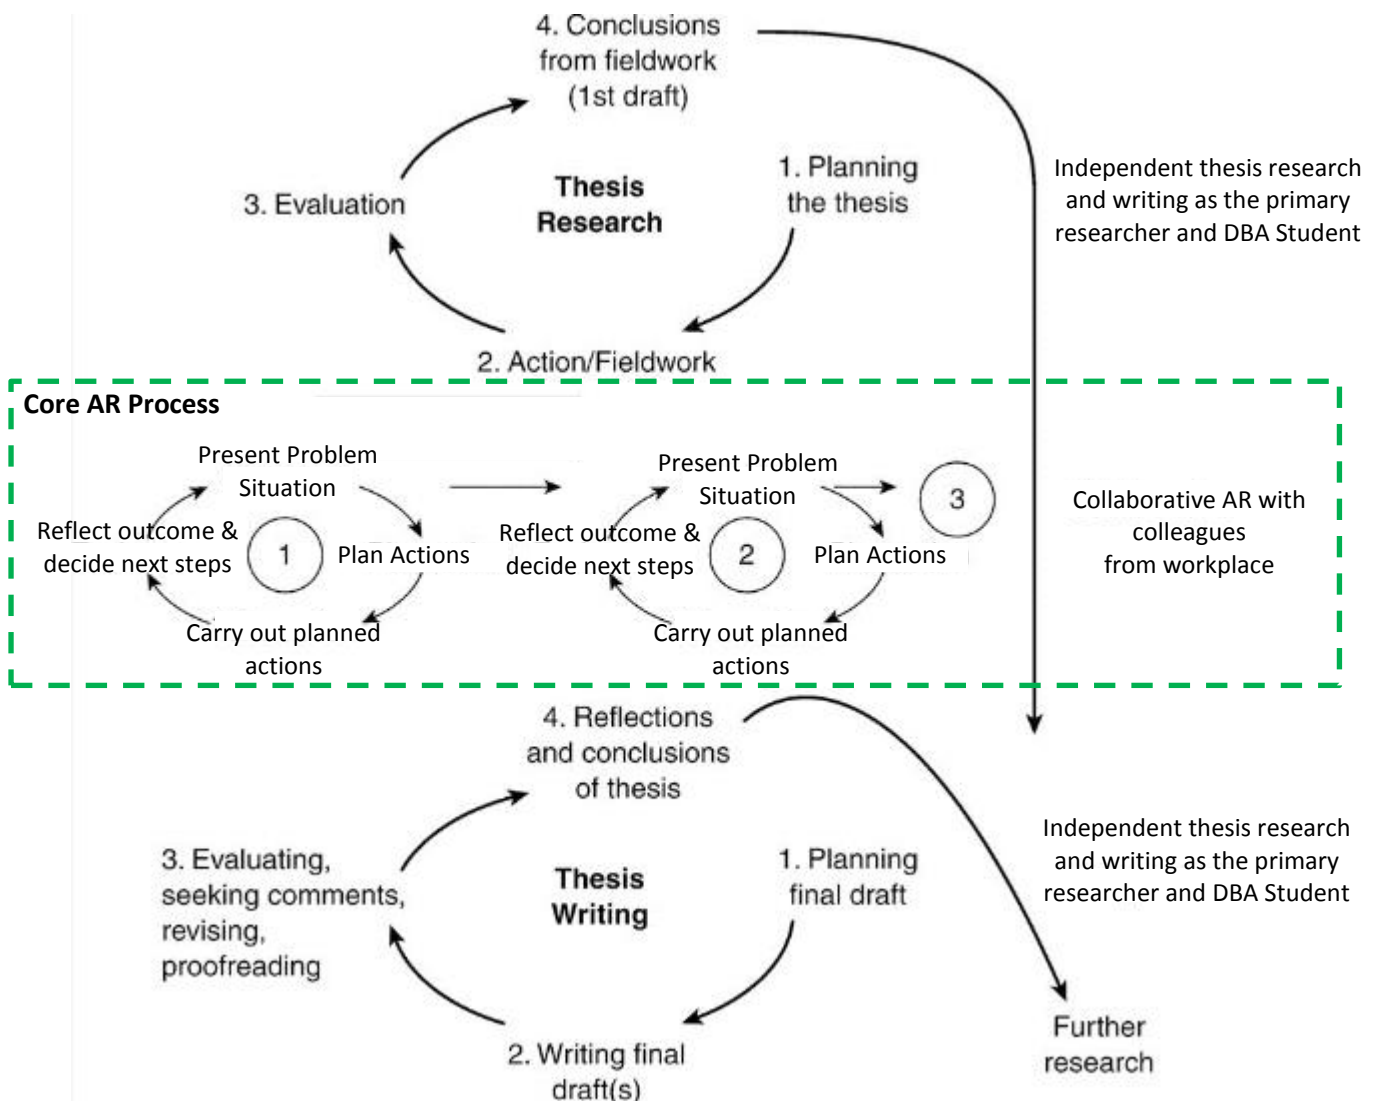 4. Conclusions
from fieldwork
(1st draft)
1. Planning
the thesis
Thesis
Research
3. Evaluation
2. Action/Fieldwork
Independent thesis research
and writing as the primary
researcher and DBA Student
Core AR Process
Present Problem
Situation
Reflect outcome &
decide next steps
1
Plan Actions
Carry out planned
actions
Present Problem
Situation
Reflect outcome &
decide next steps
2
Plan Actions
Carry out planned
actions
3
Collaborative AR with
colleagues
from workplace
4. Reflections
and conclusions
of thesis
1. Planning
final draft
Thesis
Writing
3. Evaluating,
seeking comments,
revising,
proofreading
2. Writing final
draft(s)
Independent thesis research
and writing as the primary
researcher and DBA Student
Further
research